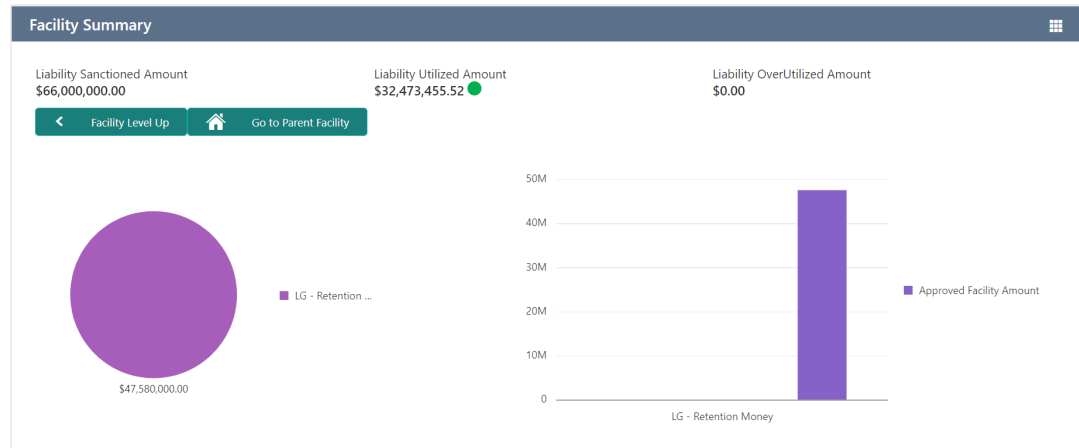 Facility Summary
Liability Sanctioned Amount
$66,000,000.00
Liability Utilized Amount
$32,473,455.52
Liability OverUtilized Amount
$0.00
Facility Level Up
Go to Parent Facility
LG - Retention ...
$47,580,000.00
50M
40M
30M
20M
10M
0
LG - Retention Money
Approved Facility Amount